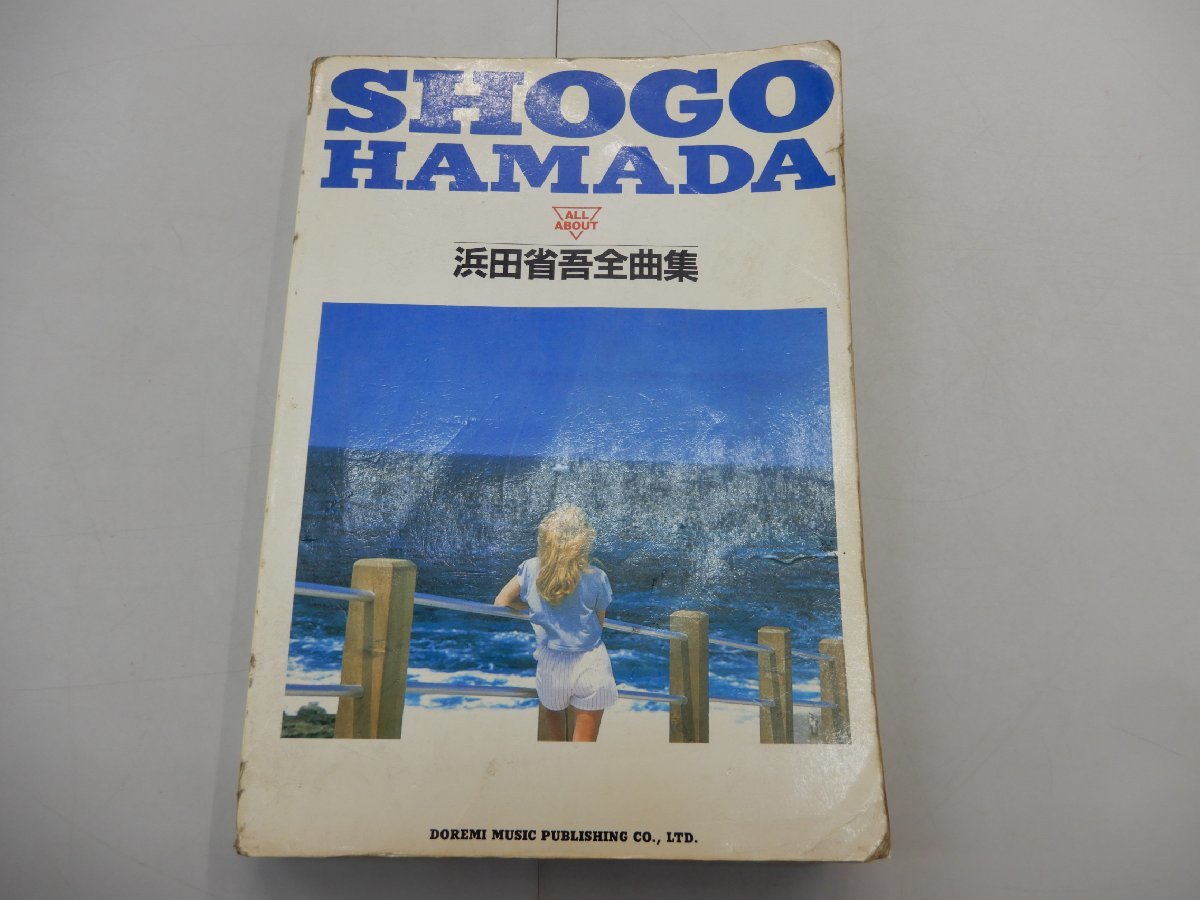 SHOGO
HAMADA
ALL
ABOUT
浜田省吾全曲集
DOREMI MUSIC PUBLISHING CO., LTD.